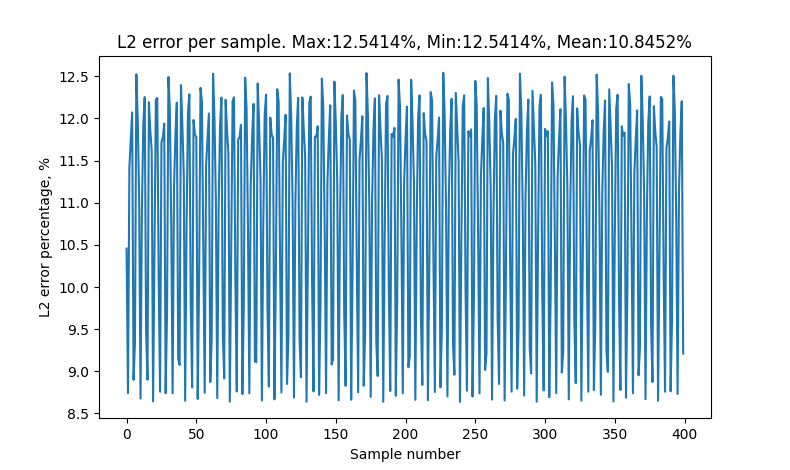 L2 error per sample. Max:12.5414%, Min:12.5414%, Mean:10.8452%
12.5
12.0
11.5
11.0
10.5
10.0
9.5
9.0
8.5
L2 error percentage, %
0 50 100 150 200 250 300 350 400
Sample number